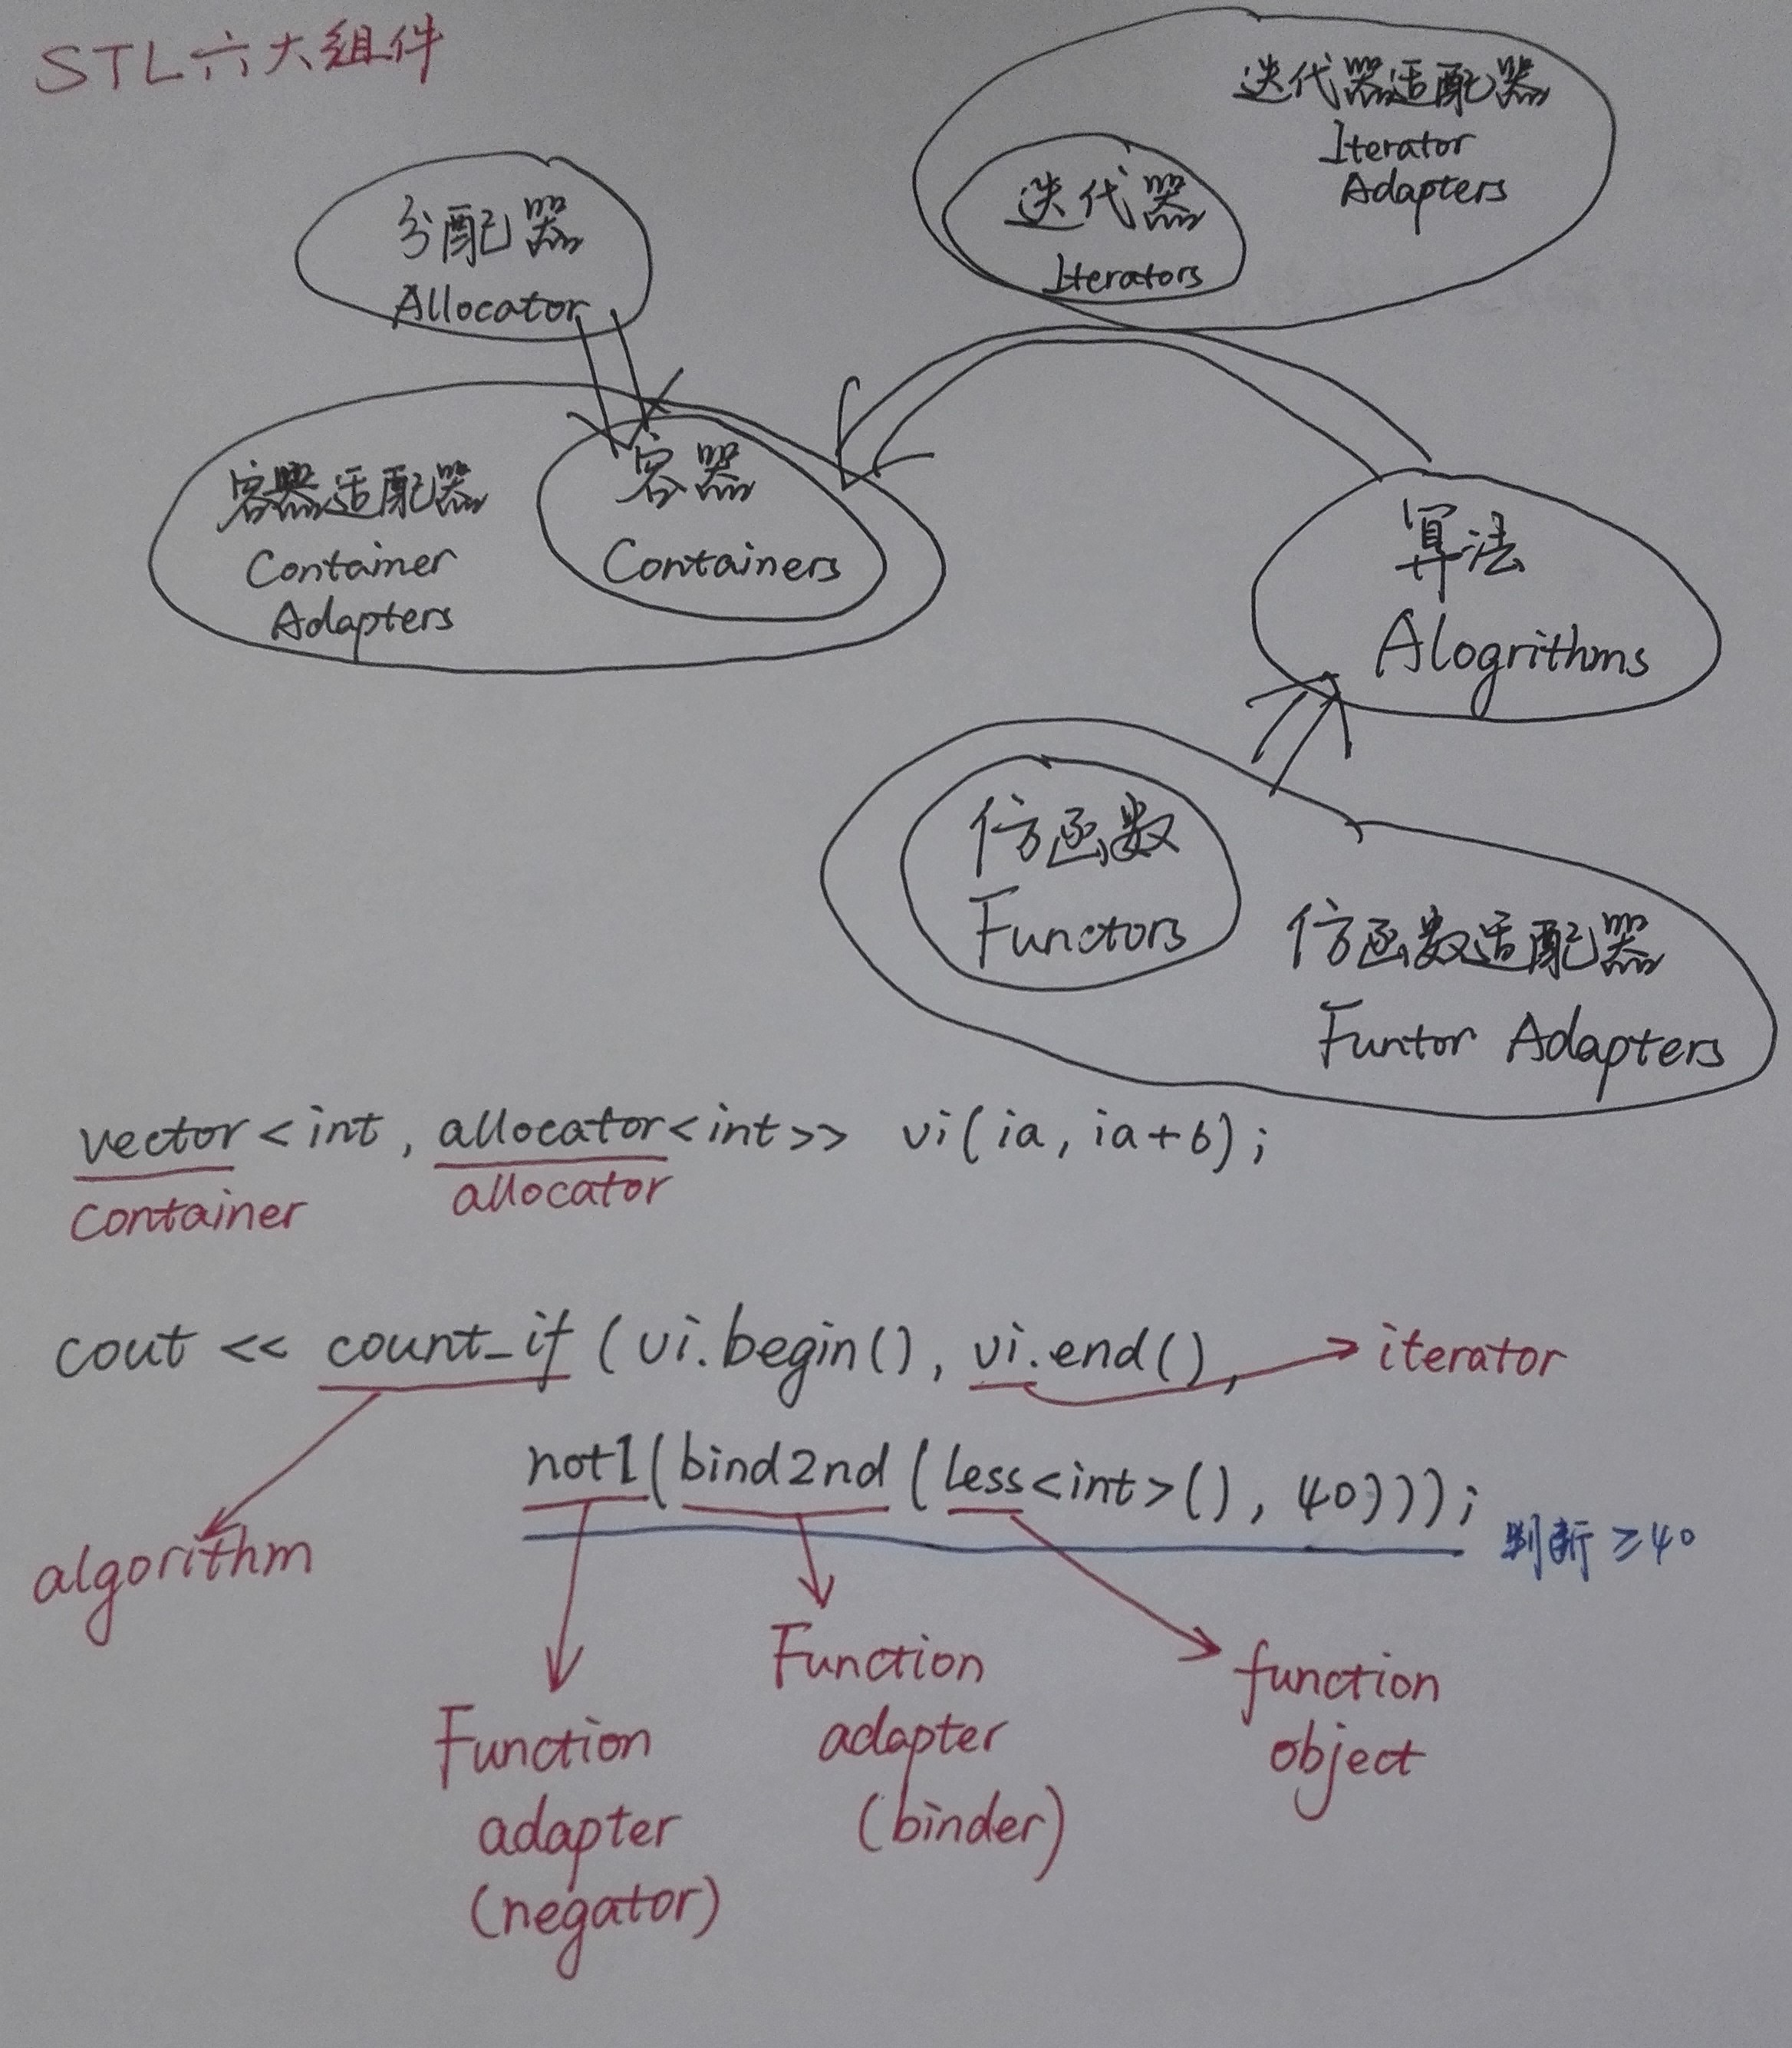 STL六大组件
迭代器适配器
Iterator
Adapters
迭代器
Iterators
分配器
Allocator
容器适配器
Container
Adapters
容器
Containers
算法
Alogrithms
仿函数
Functors
仿函数适配器
Funtor Adapters
vector<int, allocator<int>> vi(ia, ia+6);
container allocator
cout << count_if (vi.begin(), vi.end(), iterator
not1(bind2nd(less<int>(), 40)));
判断 ≥40
algorithm
Function
adapter
(negator)
Function
adapter
(binder)
function
object